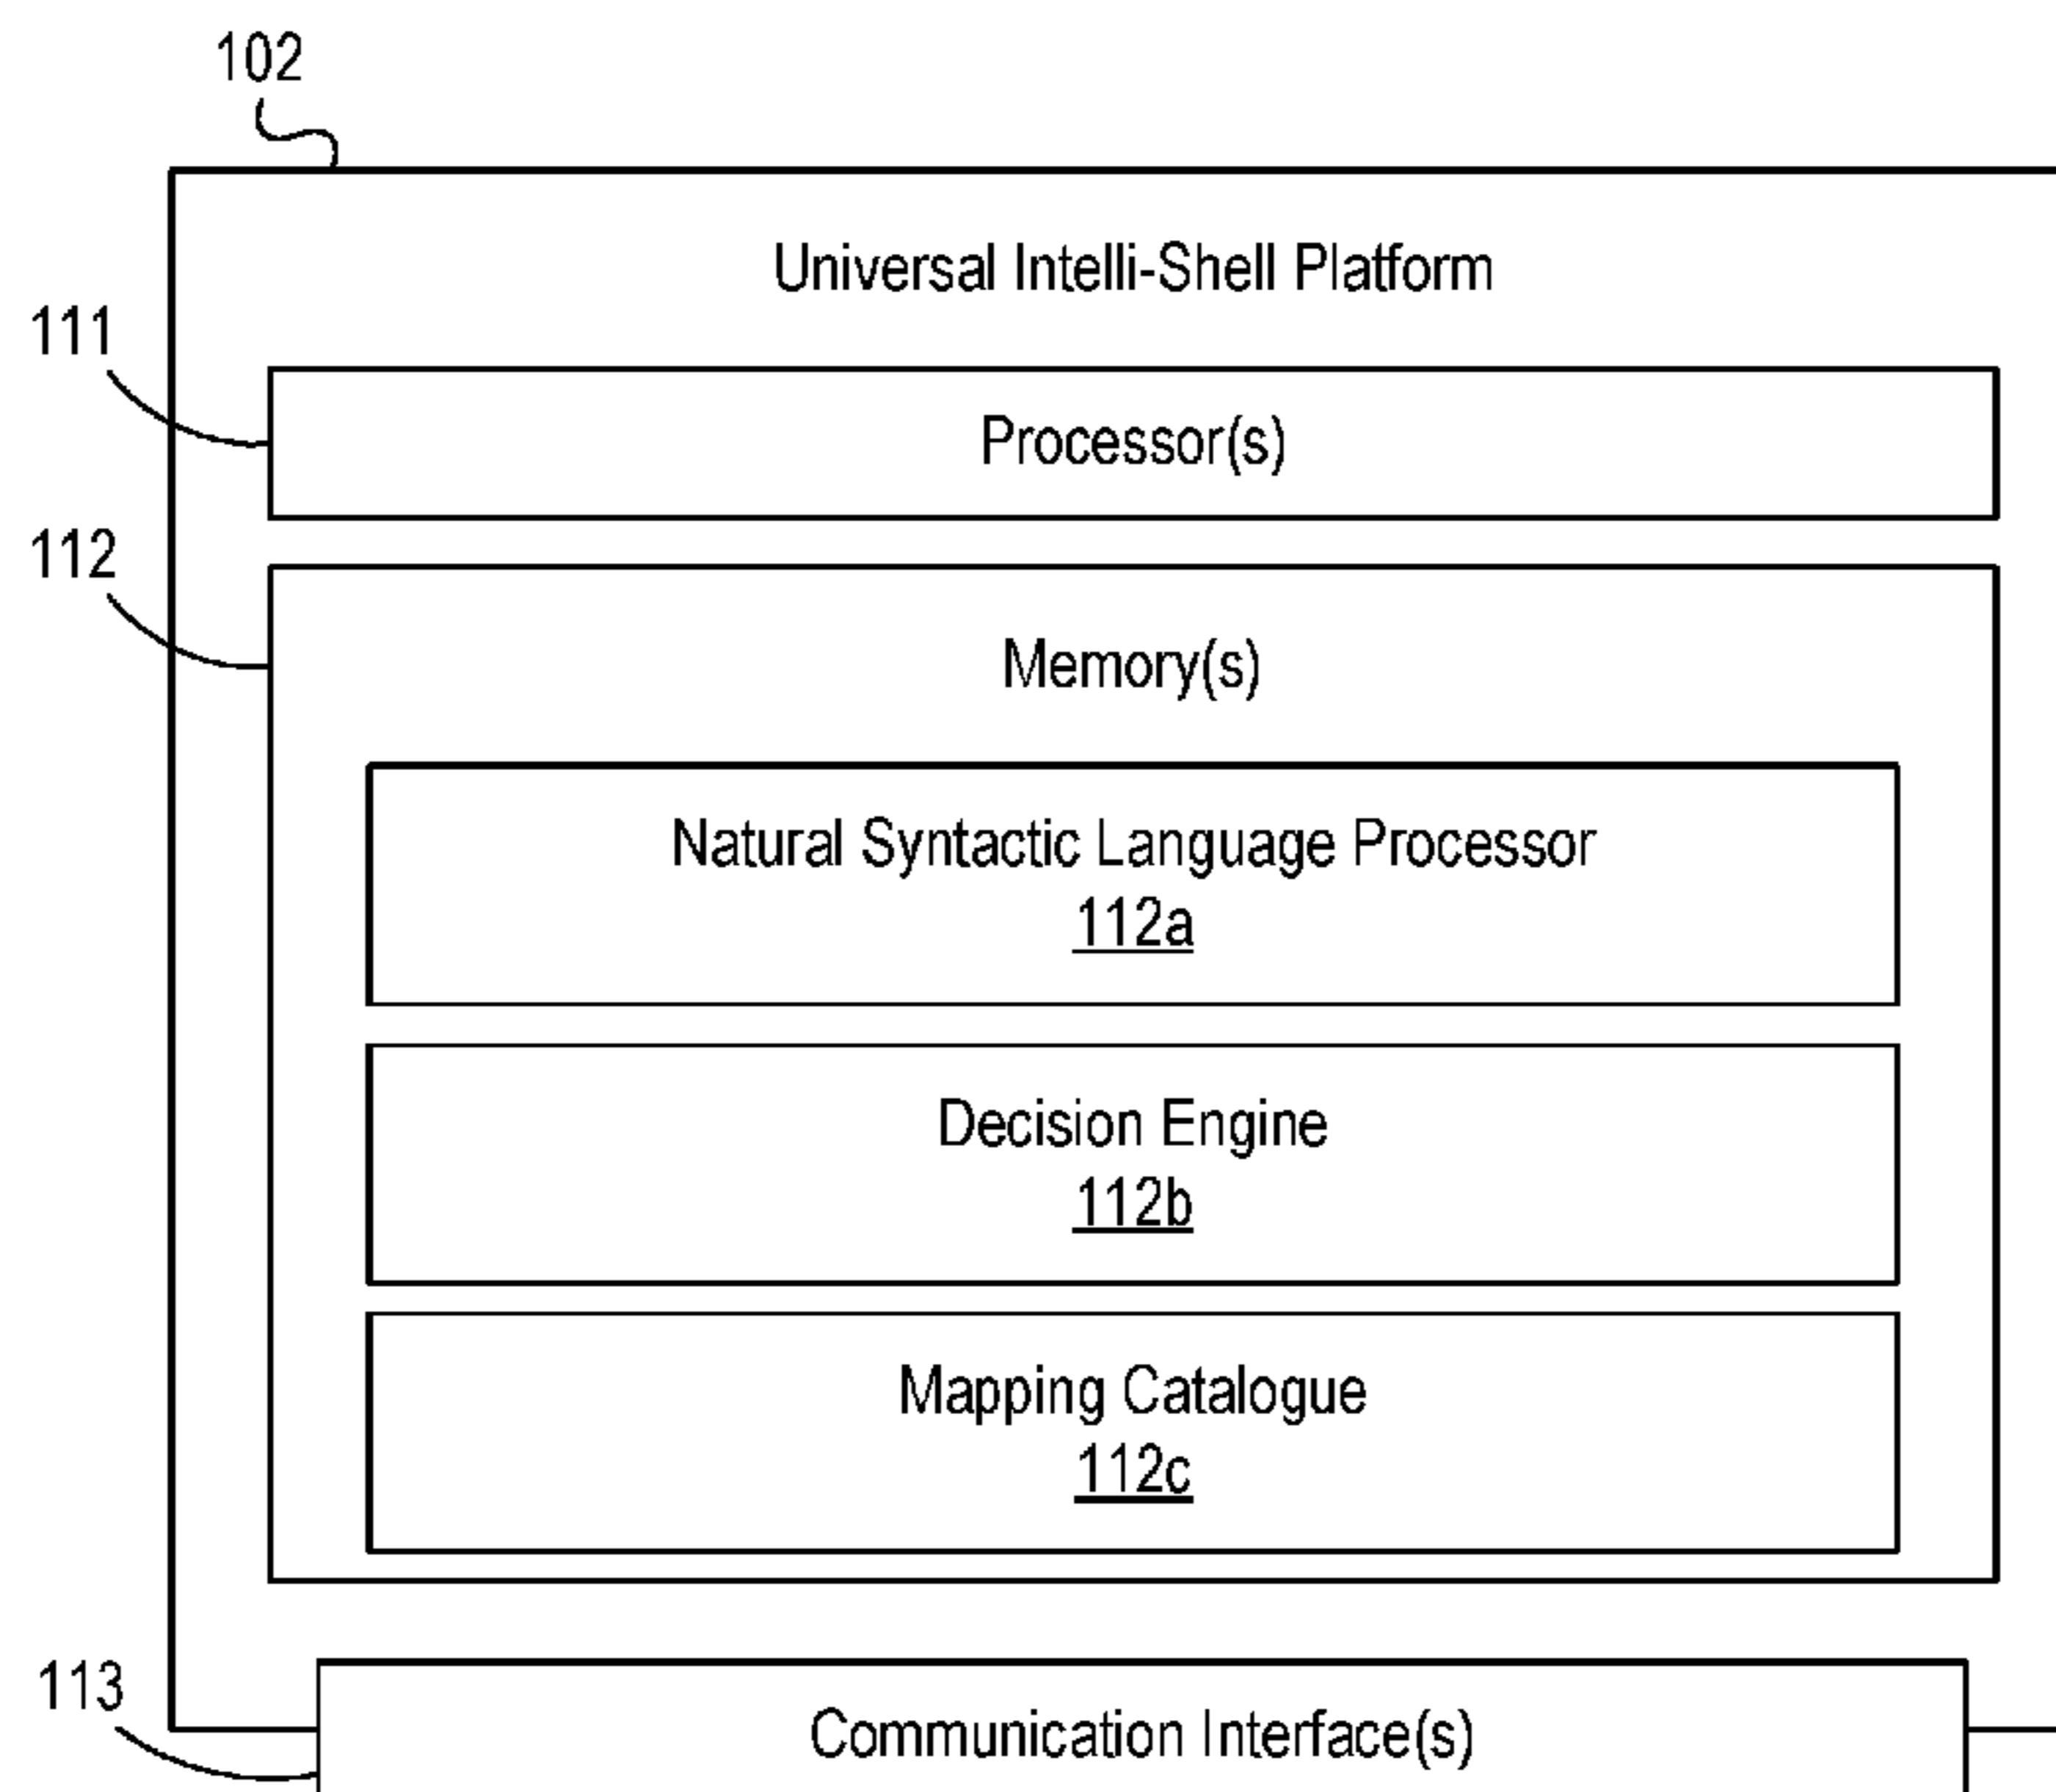 102
Universal Intelli-Shell Platform
111
Processor(s)
112
Memory(s)
Natural Syntactic Language Processor
112a
Decision Engine
112b
Mapping Catalogue
112c
113
Communication Interface(s)